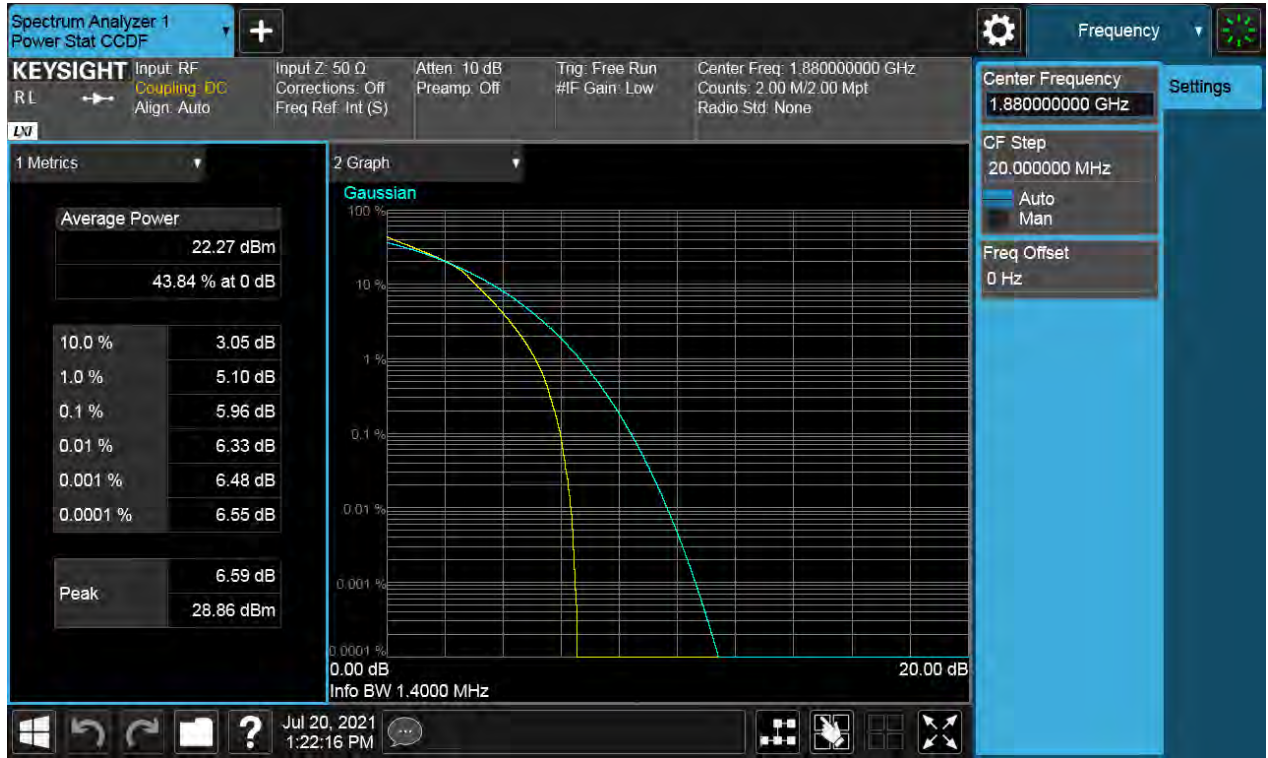 Spectrum Analyzer 1
Power Stat CCDF
Frequency
KEYSIGHT
RL
LXI
Input: RF
Coupling: DC
Align: Auto
Input Z: 50 Ω
Corrections: Off
Freq Ref: Int (S)
Atten: 10 dB
Preamp: Off
Trig: Free Run
#IF Gain: Low
Center Freq: 1.880000000 GHz
Counts: 2.00 M/2.00 Mpt
Radio Std: None
Center Frequency
1.880000000 GHz
Settings
CF Step
20.000000 MHz
Auto
Man
Freq Offset
0 Hz
1 Metrics
Average Power
22.27 dBm
43.84 % at 0 dB
10.0 % 3.05 dB
1.0 % 5.10 dB
0.1 % 5.96 dB
0.01 % 6.33 dB
0.001 % 6.48 dB
0.0001 % 6.55 dB
Peak
6.59 dB
28.86 dBm
2 Graph
Gaussian
100 %
10 %
1 %
0.1 %
0.01 %
0.001 %
0.0001 %
0.00 dB
20.00 dB
Info BW 1.4000 MHz
?
Jul 20, 2021
1:22:16 PM